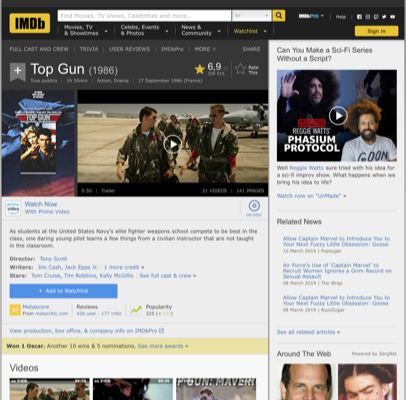 IMDb
Find Movies, TV shows, Celebrities and more...
All
IMDbPro
Help
Movies, TV
& Showtimes
Celebs, Events
& Photos
News &
Community
Watchlist
Sign in
FULL CAST AND CREW | TRIVIA | USER REVIEWS | IMDbPro | MORE
SHARE
Top Gun (1986)
6,9
Rate
This
Tous publics | 1h 50min | Action, Drama | 17 September 1986 (France)
TOP GUN
0:50 | Trailer
21 VIDEOS | 141 IMAGES
prime video
Watch Now
With Prime Video
ON DISC
As students at the United States Navy's elite fighter weapons school compete to be best in the
class, one daring young pilot learns a few things from a civilian instructor that are not taught
in the classroom.
Director: Tony Scott
Writers: Jim Cash, Jack Epps Jr. | 1 more credit »
Stars: Tom Cruise, Tim Robbins, Kelly McGillis | See full cast & crew »
+ Add to Watchlist
Metascore
From metacritic.com
Reviews
426 user | 177 critic
Popularity
View production, box office, & company info on IMDbPro
Won 1 Oscar. Another 10 wins & 5 nominations. See more awards »
Videos
Can You Make a Sci-Fi Series
Without a Script?
REGGIE WATTS'
PHASIUM
PROTOCOL
Well Reggie Watts sure tried with his idea for
a sci-fi improv show. What happens when we
bring his idea to life?
Watch now on "UnMade" »
Related News
Allow Captain Marvel to Introduce You to
Your Next Fluffy Little Obsession: Goose
10 March 2019 | Popsugar
Air Force's Use of "Captain Marvel" to
Recruit Women Ignores a Grim Record on
Sexual Assault
08 March 2019 | The Wrap
Allow Captain Marvel to Introduce You to
Your Next Fluffy Little Obsession: Goose
08 March 2019 | BuzzSugar
See all related articles »
Around The Web
Powered by ZergNet